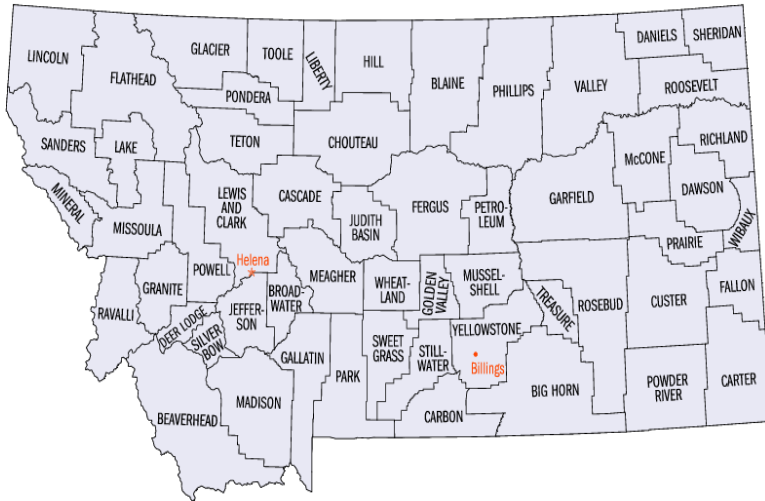 DANIELS
SHERIDAN
LINCOLN
GLACIER
TOOLE
LIBERTY
HILL
BLAINE
PHILLIPS
VALLEY
ROOSEVELT
FLATHEAD
PONDERA
SANDERS
LAKE
TETON
CHOUTEAU
McCONE
RICHLAND
MINERAL
MISSOULA
LEWIS
AND
CLARK
CASCADE
JUDITH
BASIN
FERGUS
PETRO-
LEUM
GARFIELD
DAWSON
WIBAUX
PRAIRIE
Helena
POWELL
GRANITE
RAVALLI
MEAGHER
BROAD-
WATER
JEFFER-
SON
WHEAT-
LAND
GOLDEN
VALLEY
MUSSEL-
SHELL
TREASURE
ROSEBUD
CUSTER
FALLON
DEER LODGE
SILVER
BOW
GALLATIN
PARK
SWEET
GRASS
STILL-
WATER
YELLOWSTONE
Billings
BIG HORN
POWDER
RIVER
CARTER
BEAVERHEAD
MADISON
CARBON